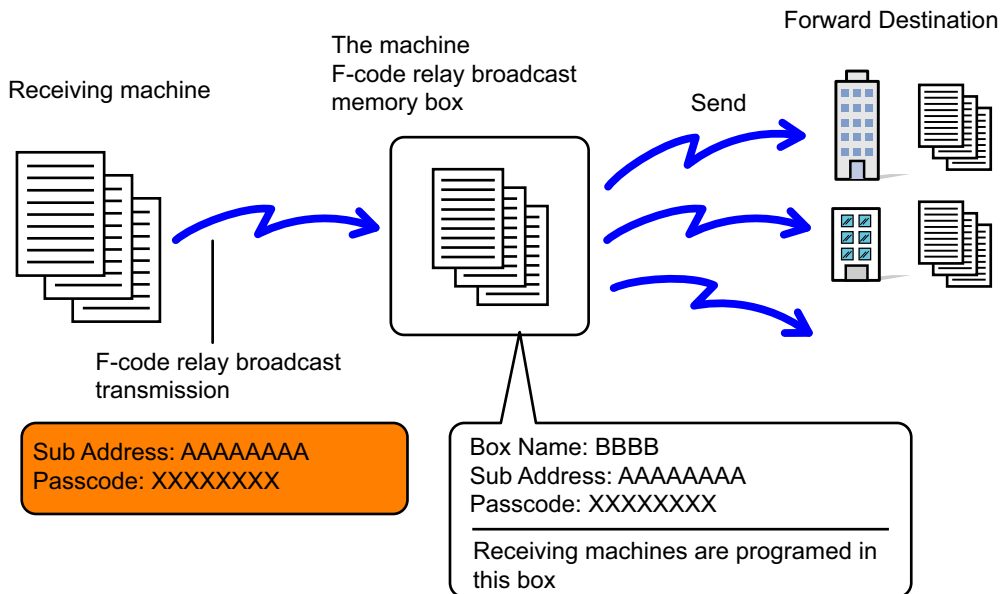 Receiving machine
The machine
F-code relay broadcast
memory box
Send
Forward Destination
F-code relay broadcast
transmission
Sub Address: AAAAAAAA
Passcode: XXXXXXXX
Box Name: BBBB
Sub Address: AAAAAAAA
Passcode: XXXXXXXX
Receiving machines are programed in
this box